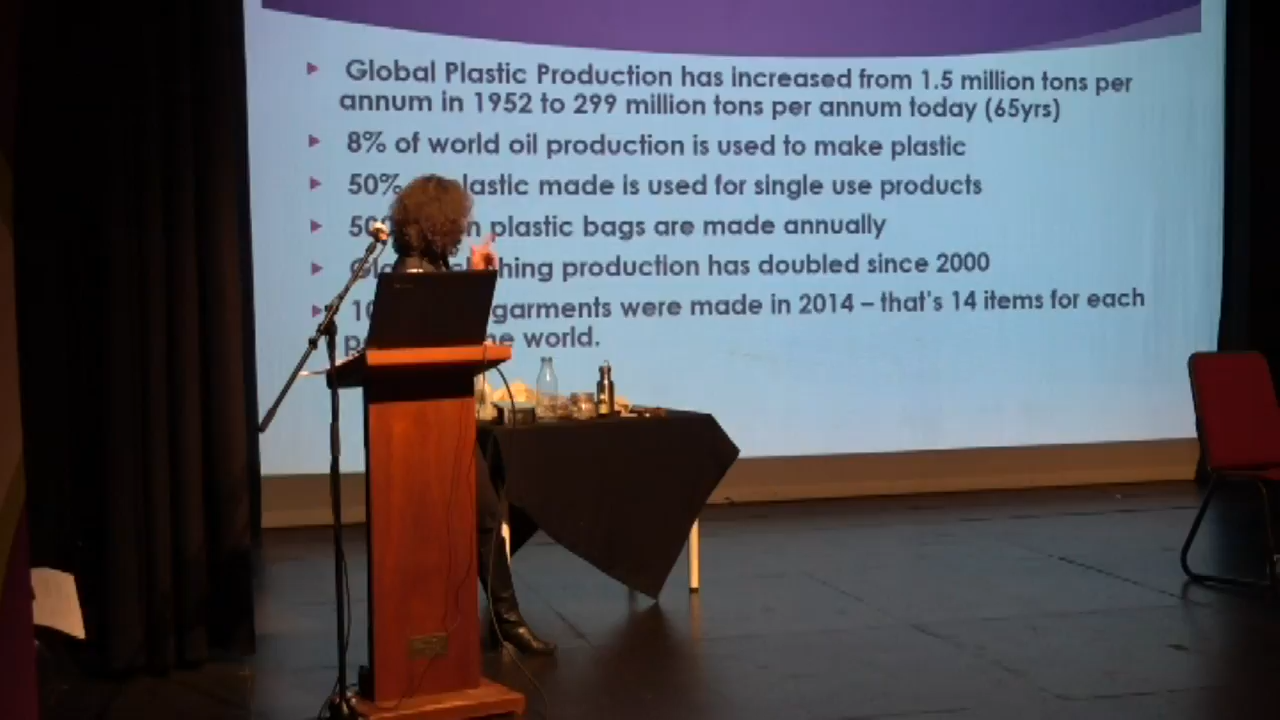 Global Plastic Production has increased from 1.5 million tons per
annum in 1952 to 299 million tons per annum today (65yrs)
8% of world oil production is used to make plastic
50% plastic made is used for single use products
plastic bags are made annually
production has doubled since 2000
garments were made in 2014 – that's 14 items for each
world.